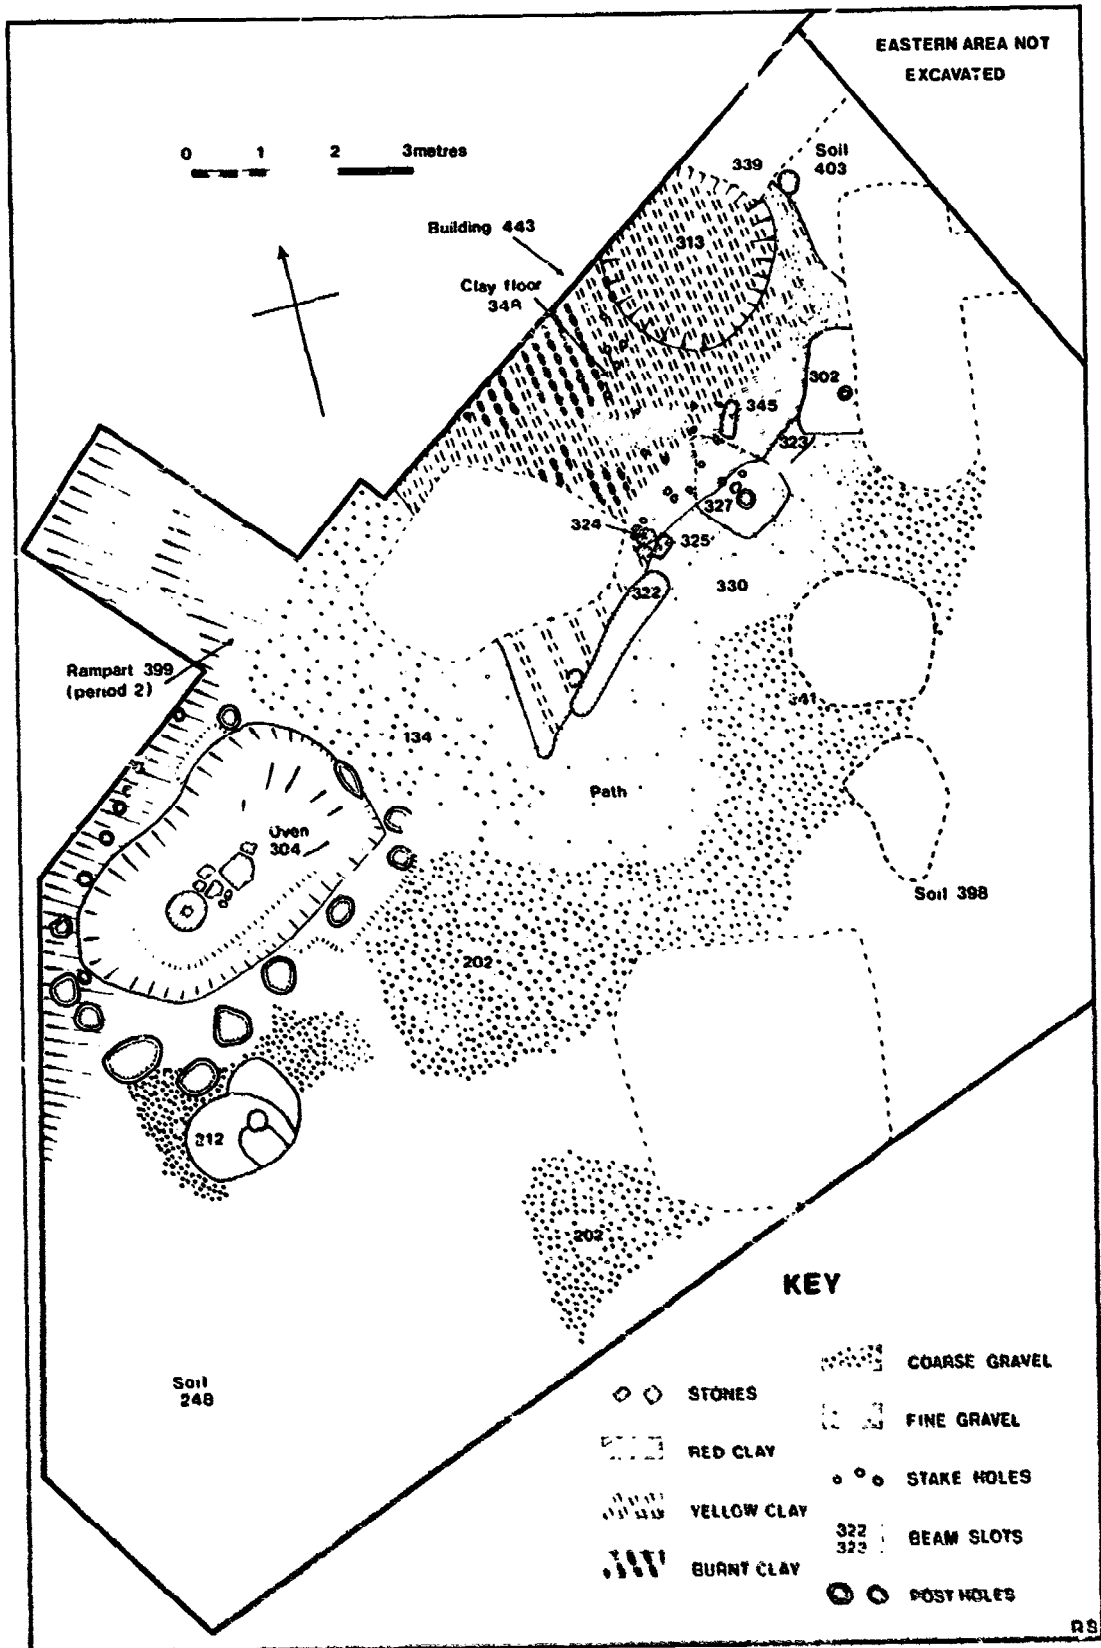 EASTERN AREA NOT
EXCAVATED
0 1 2 3metres
339
Soil
403
Building 443
313
Clay floor
302
345
323
327
324
325
322
330
Rampart 399
(period 2)
134
Path
Oven
304
Soil 398
202
312
202
KEY
Soil
248
COARSE GRAVEL
STONES
FINE GRAVEL
RED CLAY
STAKE HOLES
YELLOW CLAY
322
323
BEAM SLOTS
BURNT CLAY
POST HOLES